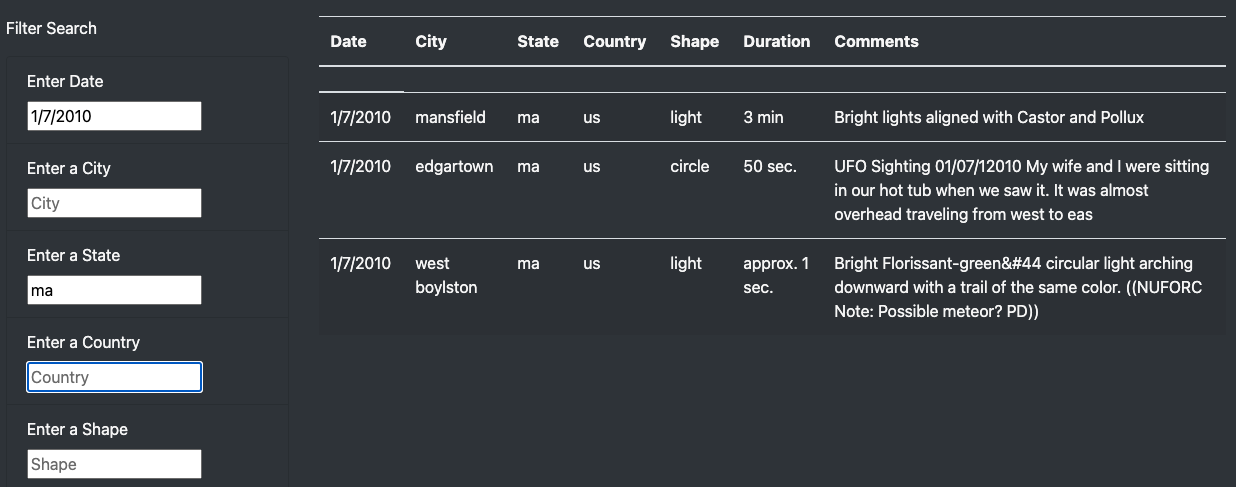 Filter Search
Enter Date
1/7/2010
Enter a City
City
Enter a State
ma
Enter a Country
Country
Enter a Shape
Shape
Date City State Country Shape Duration Comments
1/7/2010 mansfield ma us light 3 min Bright lights aligned with Castor and Pollux
1/7/2010 edgartown ma us circle 50 sec. UFO Sighting 01/07/12010 My wife and I were sitting
in our hot tub when we saw it. It was almost
overhead traveling from west to eas
1/7/2010 west ma us light approx. 1 Bright Florissant-green&#44 circular light arching
boylston sec. downward with a trail of the same color. ((NUFORC
Note: Possible meteor? PD))